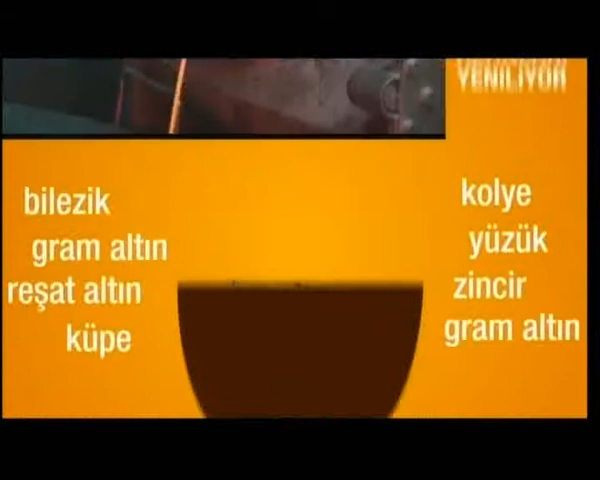 YENİLİYOR
bilezik
gram altın
reşat altın
küpe
kolye
yüzük
zincir
gram altın